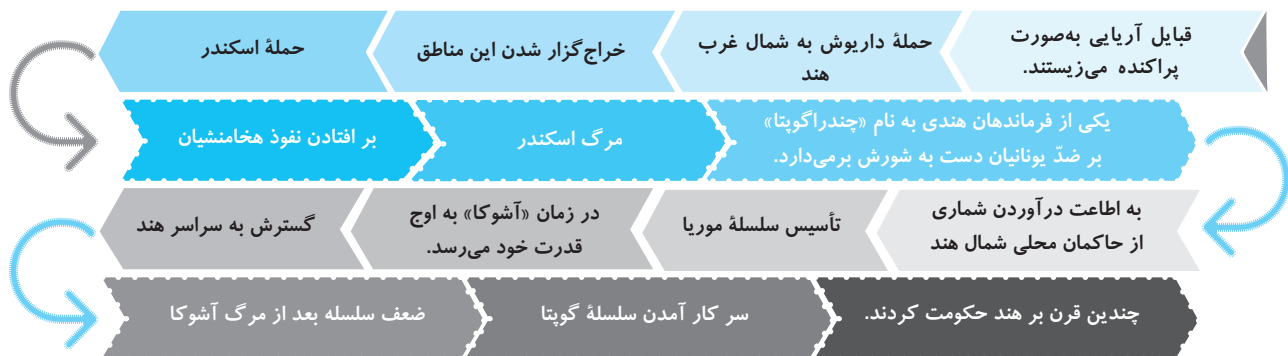 قبایل آریایی به‌صورت
پراکنده می‌زیستند.
حملۀ داریوش به شمال غرب
هند
خراج‌گزار شدن این مناطق
حملۀ اسکندر
بر افتادن نفوذ هخامنشیان
مرگ اسکندر
یکی از فرماندهان هندی به نام «چندراگوپتا»
بر ضدّ یونانیان دست به شورش برمی‌دارد.
به اطاعت درآوردن شماری
از حاکمان محلی شمال هند
تأسیس سلسلۀ موریا
در زمان «آشوکا» به اوج
قدرت خود می‌رسد.
گسترش به سراسر هند
ضعف سلسله بعد از مرگ آشوکا
سر کار آمدن سلسلۀ گوپتا
چندین قرن بر هند حکومت کردند.